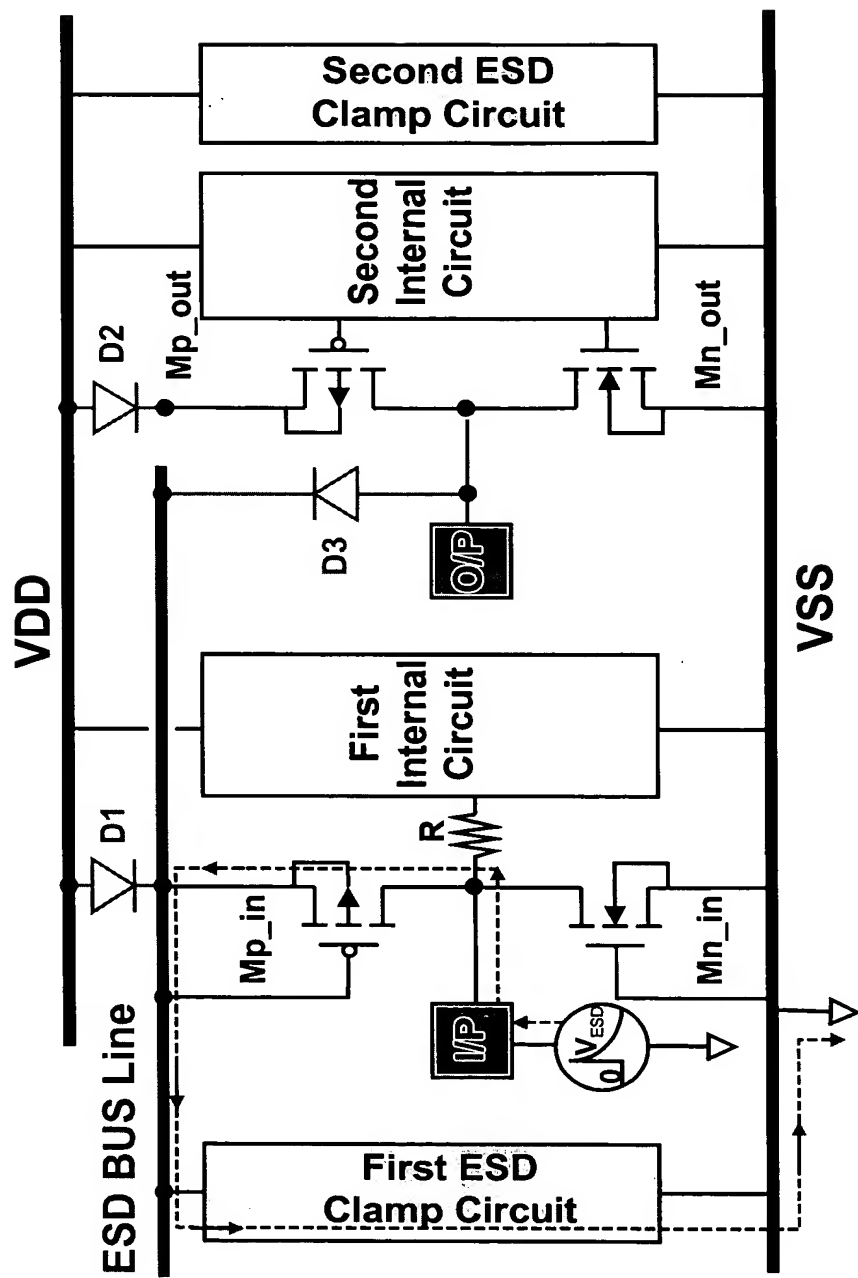 VDD
ESD BUS Line
D1
D2
Mp_in
Mp_out
D3
First ESD
Clamp Circuit
I/P
0
VESD
R
First
Internal
Circuit
O/P
Second
Internal
Circuit
Second ESD
Clamp Circuit
Mn_in
Mn_out
VSS